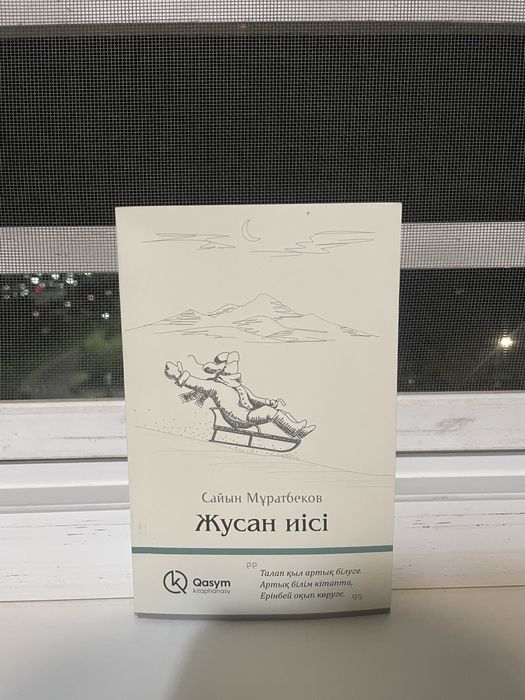 Сайын Мұратбеков
Жусан иісі
Qasym
kitaphanasy
Талап қыл артық білуге.
Артық білім кітапта,
Ерінбей оқып көруге.